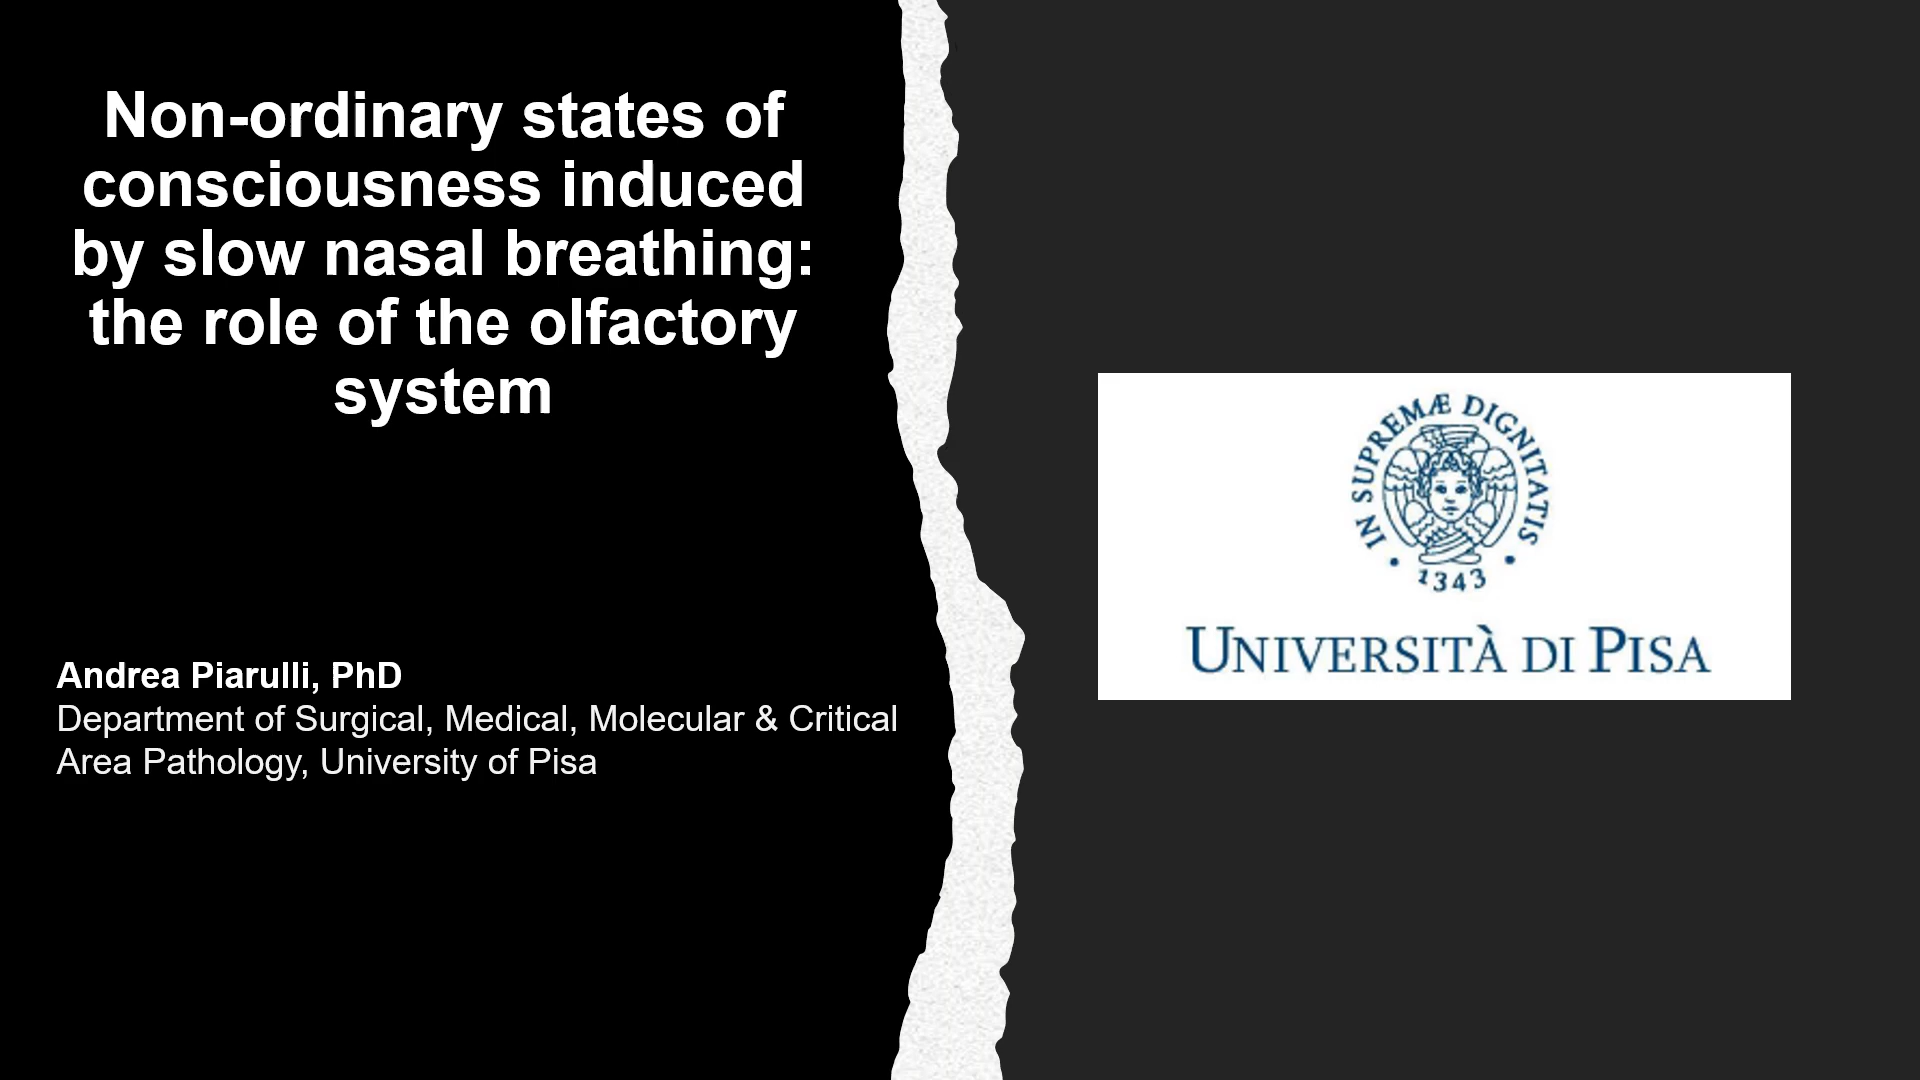 Non-ordinary states of
consciousness induced
by slow nasal breathing:
the role of the olfactory
system
Andrea Piarulli, PhD
Department of Surgical, Medical, Molecular & Critical
Area Pathology, University of Pisa
IN SUPREMÆ DIGNITATIS
1343
UNIVERSITÀ DI PISA